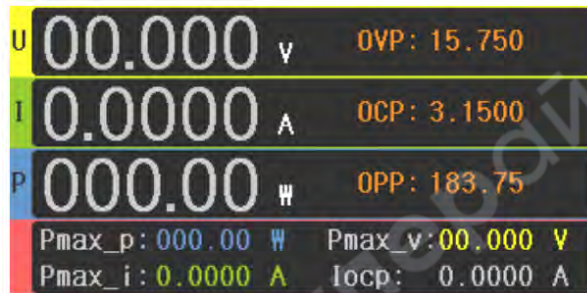 U 00.000 V OVP: 15.750
I 0.0000 A OCP: 3.1500
P 000.00 W OPP: 183.75
Pmax_p: 000.00 W Pmax_v: 00.000 V
Pmax_i: 0.0000 A Iocp: 0.0000 A